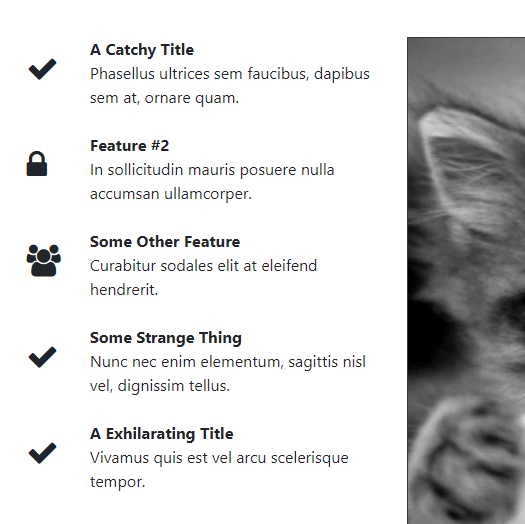 A Catchy Title
Phasellus ultrices sem faucibus, dapibus
sem at, ornare quam.
Feature #2
In sollicitudin mauris posuere nulla
accumsan ullamcorper.
Some Other Feature
Curabitur sodales elit at eleifend
hendrerit.
Some Strange Thing
Nunc nec enim elementum, sagittis nisl
vel, dignissim tellus.
A Exhilarating Title
Vivamus quis est vel arcu scelerisque
tempor.